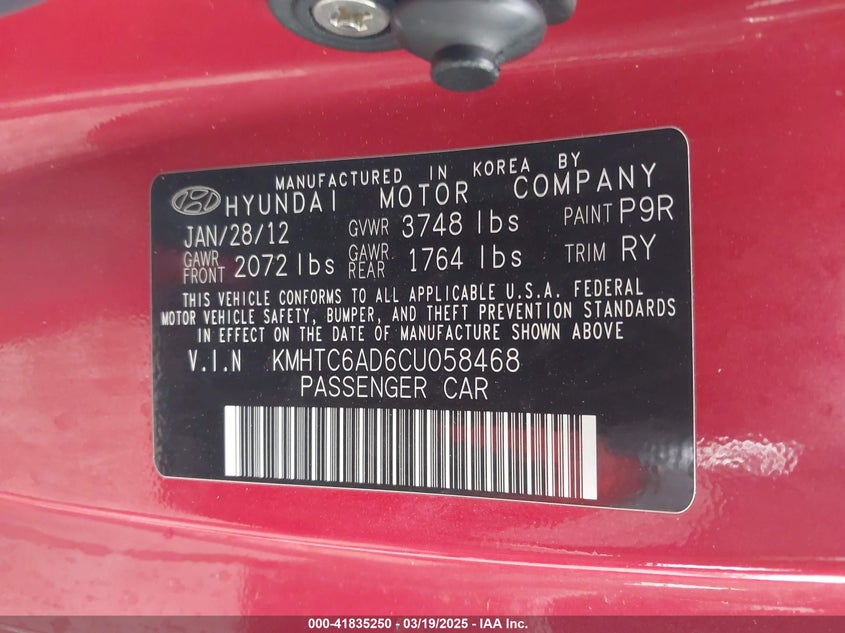 MANUFACTURED IN KOREA BY
HYUNDAI MOTOR COMPANY
JAN/28/12 GVWR 3748 lbs PAINT P9R
GAWR FRONT 2072 lbs GAWR REAR 1764 lbs TRIM RY
THIS VEHICLE CONFORMS TO ALL APPLICABLE U.S.A. FEDERAL
MOTOR VEHICLE SAFETY, BUMPER, AND THEFT PREVENTION STANDARDS
IN EFFECT ON THE DATE OF MANUFACTURE SHOWN ABOVE
V.I.N KMHTC6AD6CU058468
PASSENGER CAR
000-41835250 - 03/19/2025 - IAA Inc.